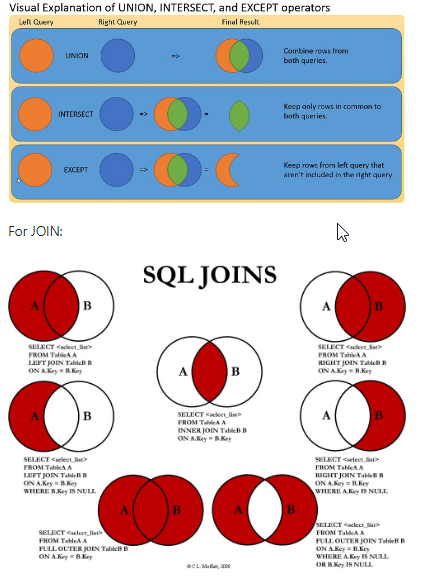 Visual Explanation of UNION, INTERSECT, and EXCEPT operators
Left Query Right Query Final Result
UNION => Combine rows from
both queries.
INTERSECT => = Keep only rows in common to
both queries.
EXCEPT => = Keep rows from left query that
aren't included in the right query
For JOIN:
SQL JOINS
A B
SELECT <select_list>
FROM TableA A
LEFT JOIN TableB B
ON A.Key = B.Key
A B
SELECT <select_list>
FROM TableA A
RIGHT JOIN TableB B
ON A.Key = B.Key
A B
SELECT <select_list>
FROM TableA A
INNER JOIN TableB B
ON A.Key = B.Key
A B
SELECT <select_list>
FROM TableA A
LEFT JOIN TableB B
ON A.Key = B.Key
WHERE B.Key IS NULL
A B
SELECT <select_list>
FROM TableA A
RIGHT JOIN TableB B
ON A.Key = B.Key
WHERE A.Key IS NULL
A B
SELECT <select_list>
FROM TableA A
FULL OUTER JOIN TableB B
ON A.Key = B.Key
A B
SELECT <select_list>
FROM TableA A
FULL OUTER JOIN TableB B
ON A.Key = B.Key
WHERE A.Key IS NULL
OR B.Key IS NULL
© C.L. Moffatt, 2008